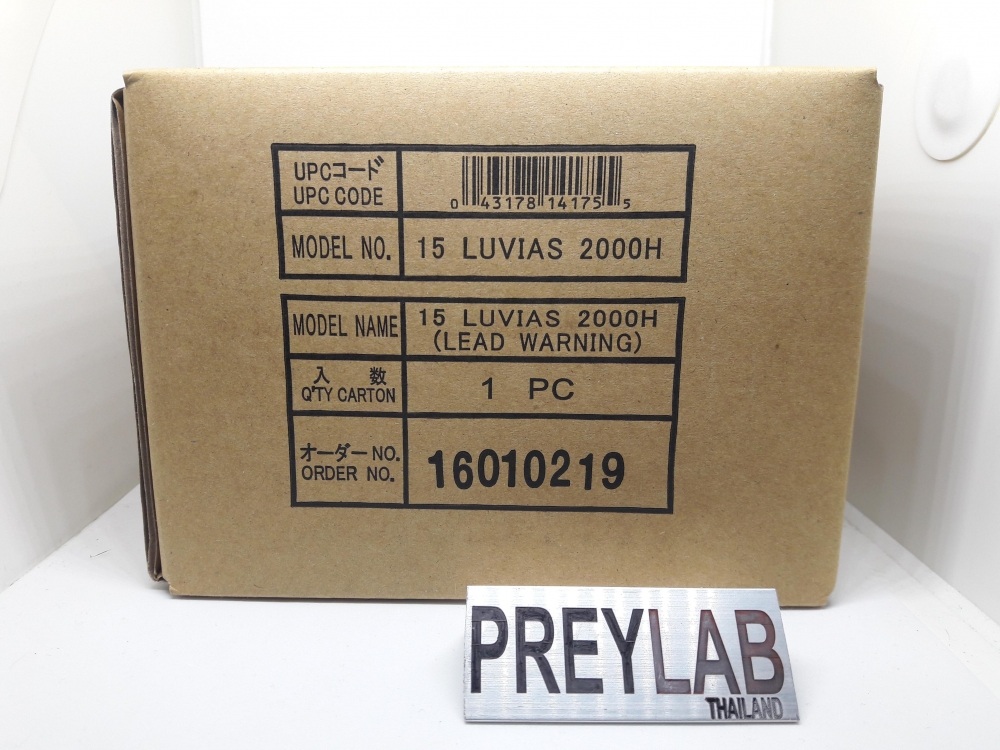 UPCコード
UPC CODE
0 43178 14175 5
MODEL NO.
15 LUVIAS 2000H
MODEL NAME
15 LUVIAS 2000H
(LEAD WARNING)
入 数
Q'TY CARTON
1 PC
オーダーNO.
ORDER NO.
16010219
PREYLAB
THAILAND